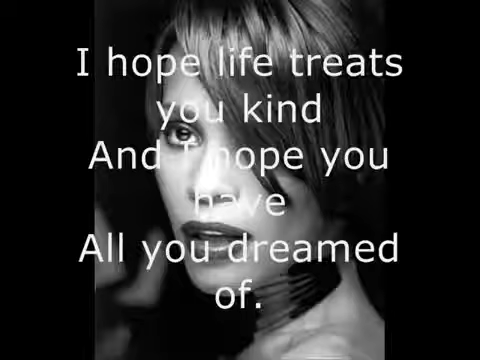 I hope life treats
you kind
And I hope you
have
All you dreamed
of.